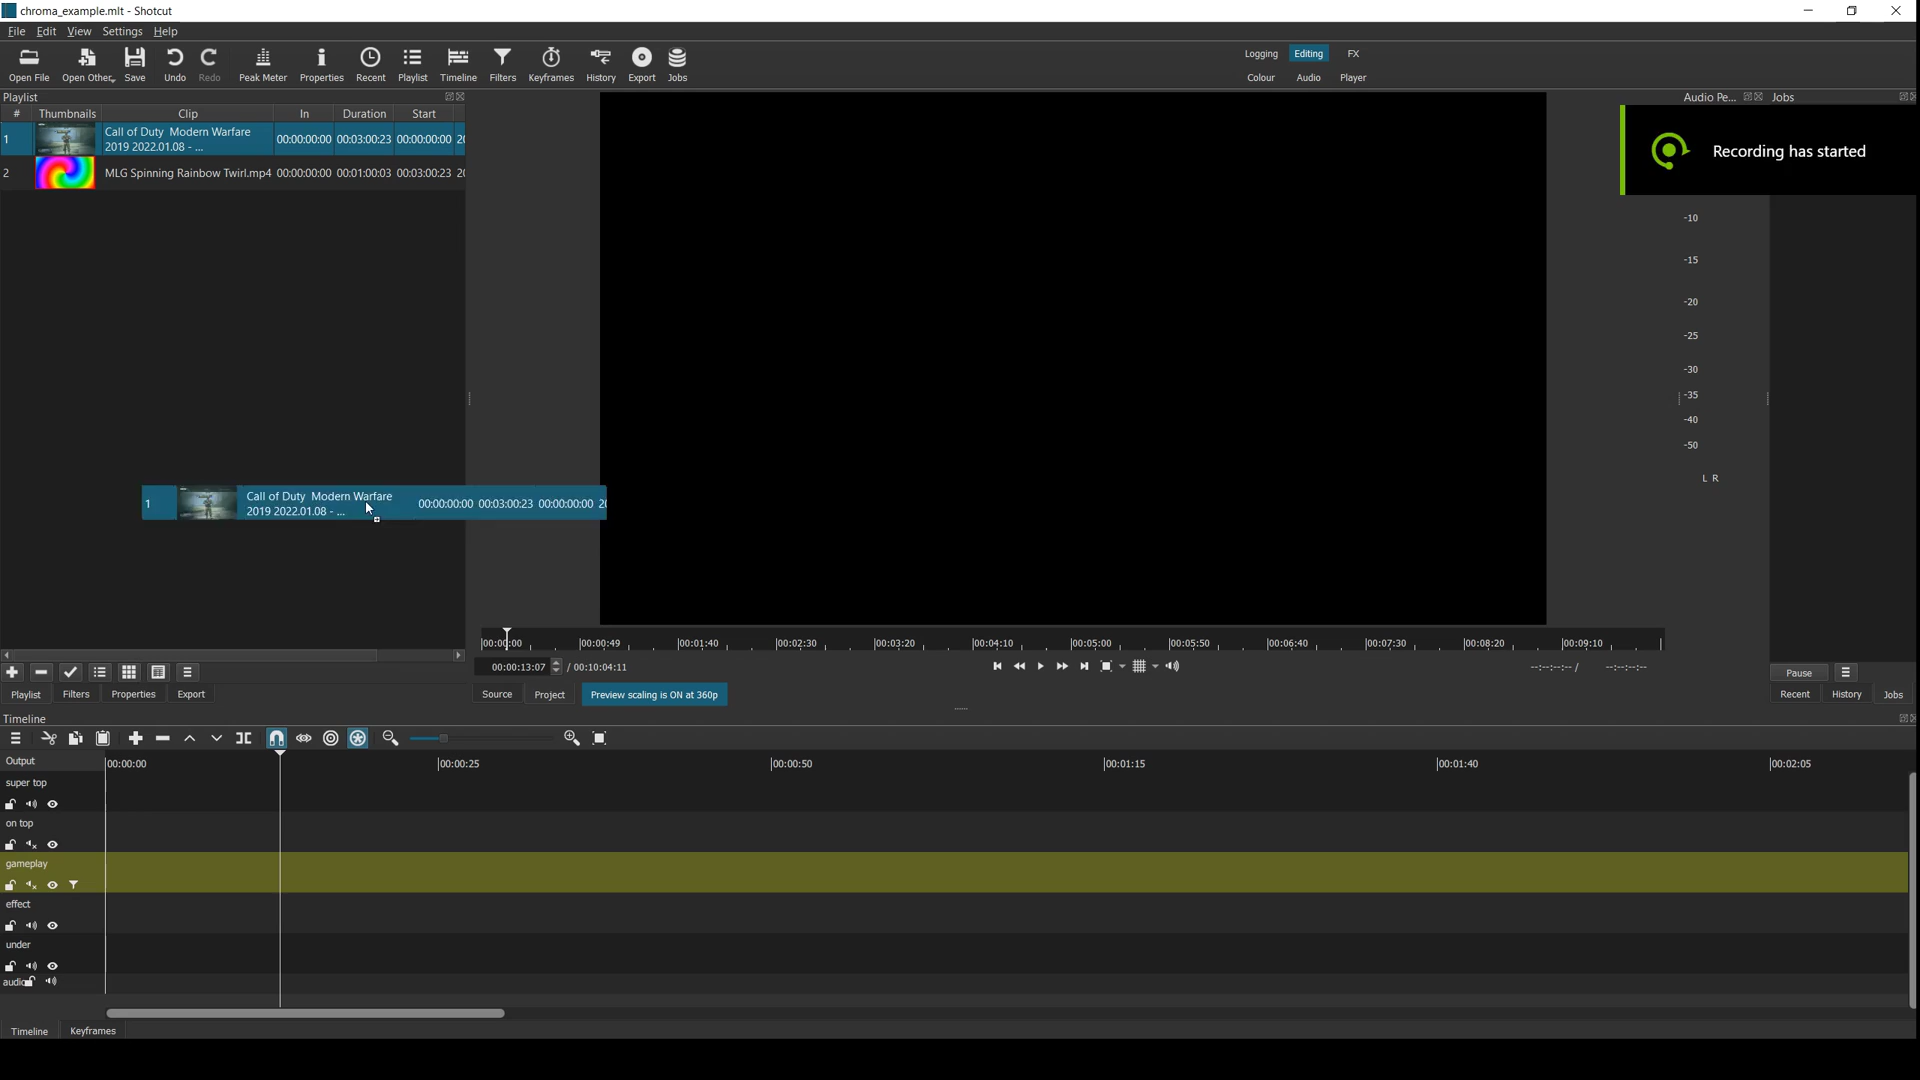 chroma_example.mlt - Shotcut
File Edit View Settings Help
Open File Open Other Save Undo Redo Peak Meter Properties Recent Playlist Timeline Filters Keyframes History Export Jobs
Logging Editing FX
Colour Audio Player
Playlist
# Thumbnails Clip In Duration Start
1 Call of Duty Modern Warfare 00:00:00:00 00:03:00:23 00:00:00:00 20
2019 2022.01.08 - ...
2 MLG Spinning Rainbow Twirl.mp4 00:00:00:00 00:01:00:03 00:03:00:23 20
1 Call of Duty Modern Warfare 00:00:00:00 00:03:00:23 00:00:00:00 20
2019 2022.01.08 - ...
Audio Pe... Jobs
Recording has started
-10
-15
-20
-25
-30
-35
-40
-50
L R
00:00:00 00:00:49 00:01:40 00:02:30 00:03:20 00:04:10 00:05:00 00:05:50 00:06:40 00:07:30 00:08:20 00:09:10
00:00:13:07 / 00:10:04:11 --:--:--:-- / --:--:--:--
Pause
Playlist Filters Properties Export
Source Project Preview scaling is ON at 360p
Recent History Jobs
Timeline
Output 00:00:00 00:00:25 00:00:50 00:01:15 00:01:40 00:02:05
super top
on top
gameplay
effect
under
audio
Timeline Keyframes